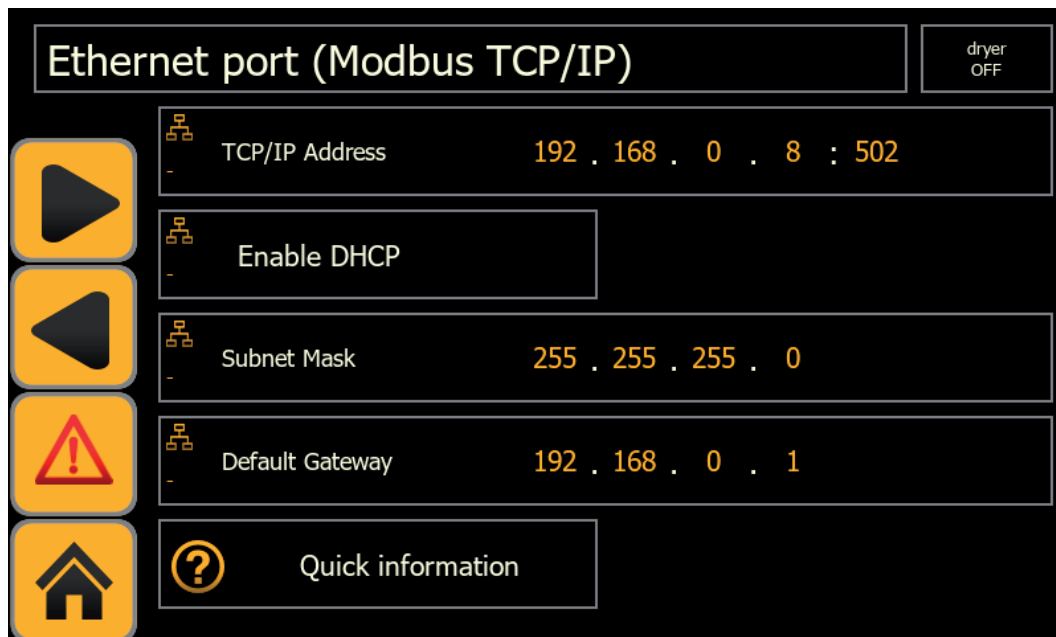 Ethernet port (Modbus TCP/IP)
dryer
OFF
TCP/IP Address 192 . 168 . 0 . 8 : 502
-
Enable DHCP
-
Subnet Mask 255 . 255 . 255 . 0
-
Default Gateway 192 . 168 . 0 . 1
-
? Quick information